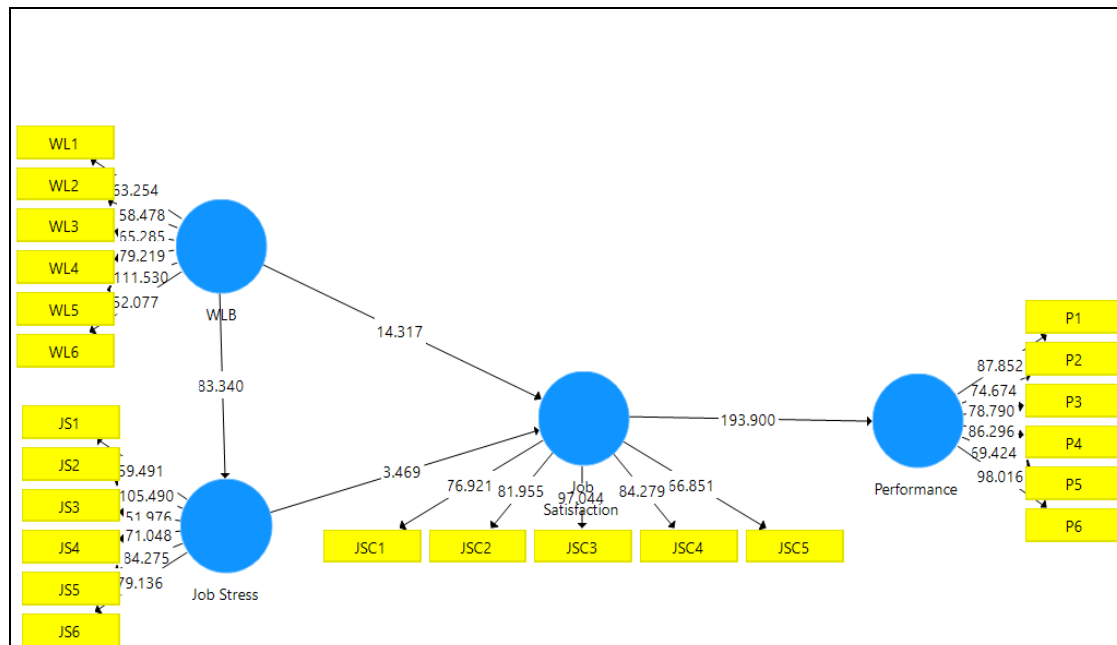 WL1
WL2
WL3
WL4
WL5
WL6
63.254
58.478
65.285
79.219
111.530
WLB
14.317
83.340
JS1
JS2
JS3
JS4
JS5
JS6
105.490
51.976
71.048
84.275
79.136
Job Stress
3.469
Job
Satisfaction
76.921
81.955
97.044
84.279
66.851
JSC1
JSC2
JSC3
JSC4
JSC5
193.900
Performance
87.852
74.674
78.790
86.296
69.424
98.016
P1
P2
P3
P4
P5
P6